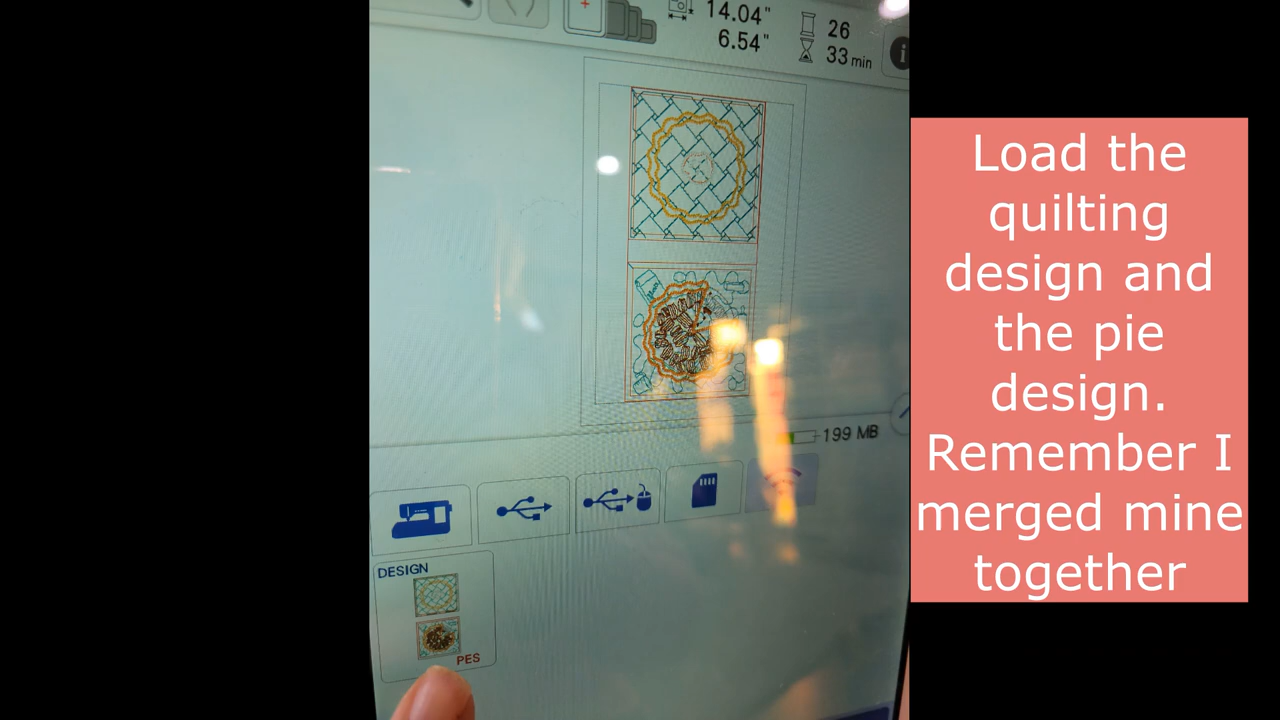 14.04"
6.54"
26
33 min
199 MB
DESIGN
PES
Load the
quilting
design and
the pie
design.
Remember I
merged mine
together